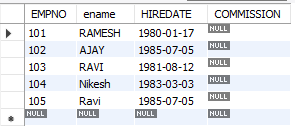 EMPNO ename HIREDATE COMMISSION
101 RAMESH 1980-01-17 NULL
102 AJAY 1985-07-05 NULL
103 RAVI 1981-08-12 NULL
104 Nikesh 1983-03-03 NULL
105 Ravi 1985-07-05 NULL
NULL NULL NULL NULL